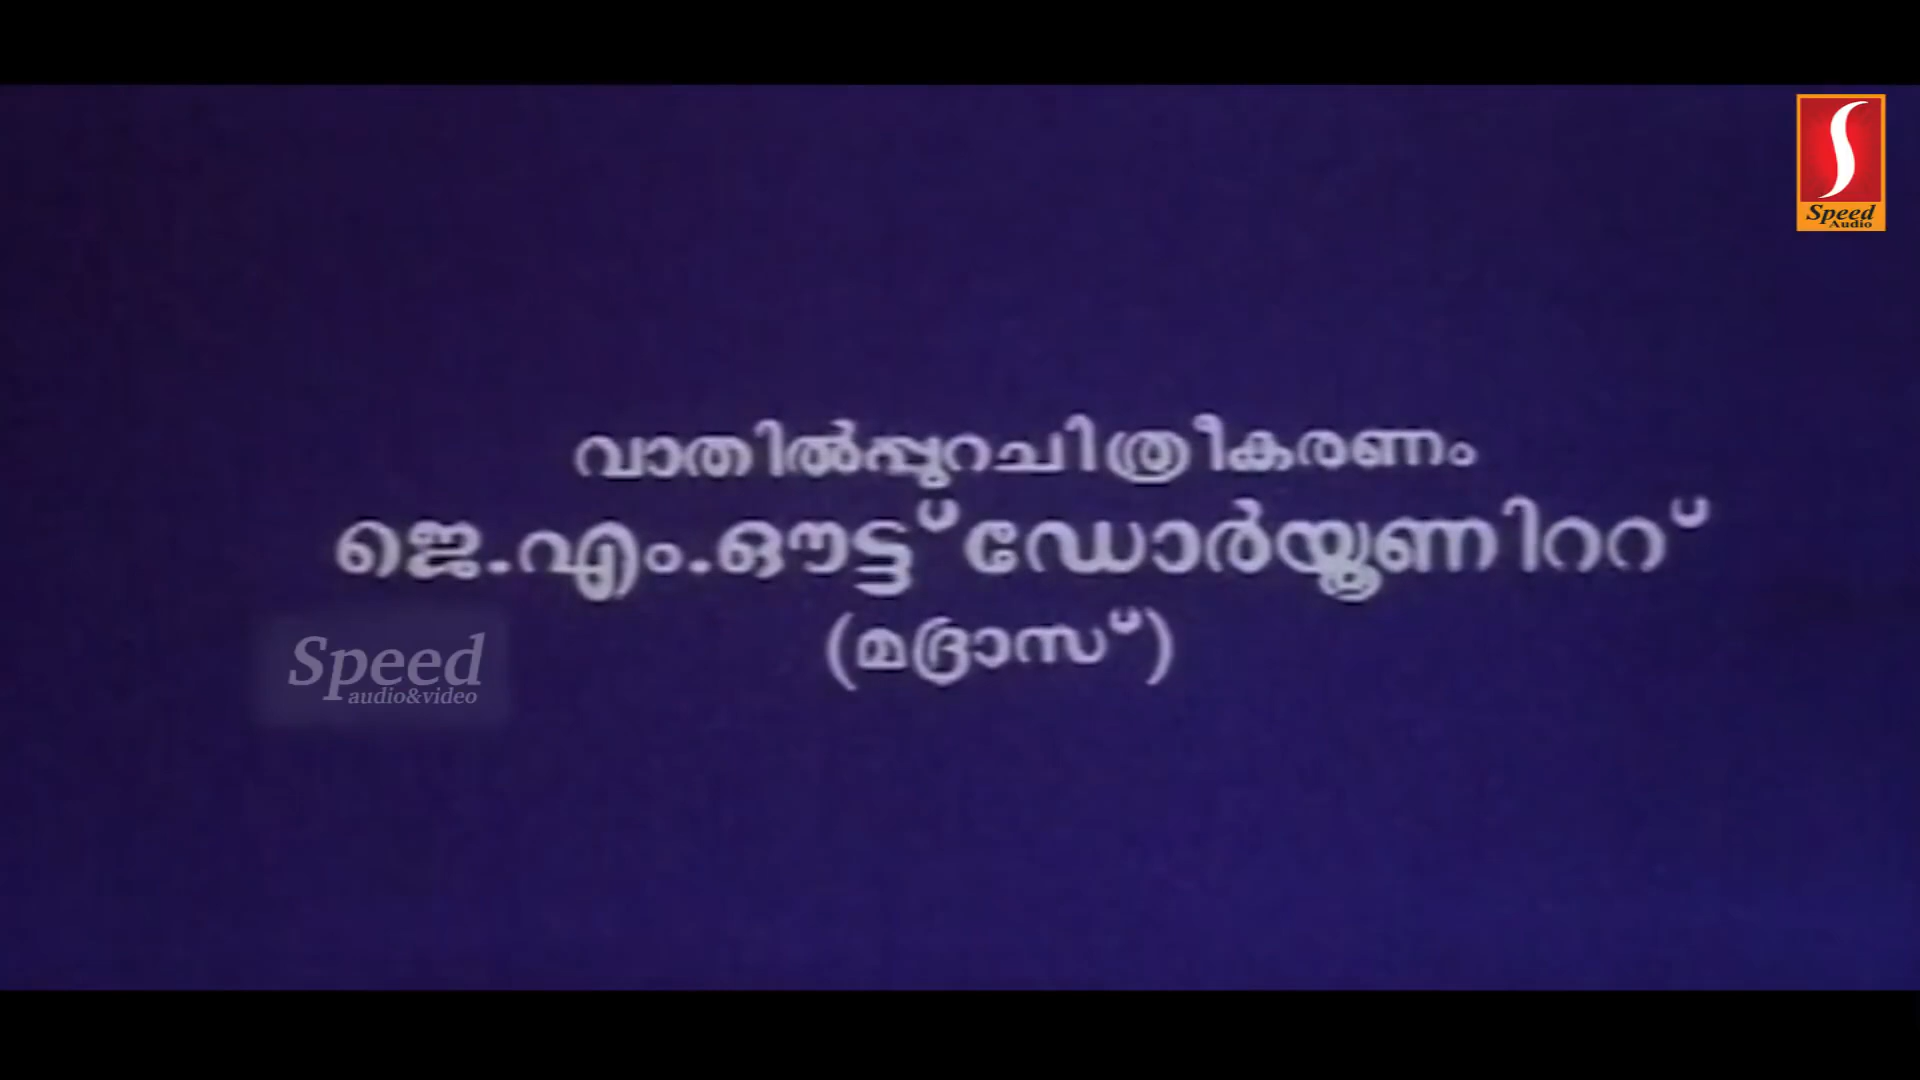 Speed
Audio
വാതിൽപ്പുറചിത്രീകരണം
ജെ.എം.ഔട്ട്ഡോർയൂണിററ്
(മദ്രാസ്)
Speed
audio&video